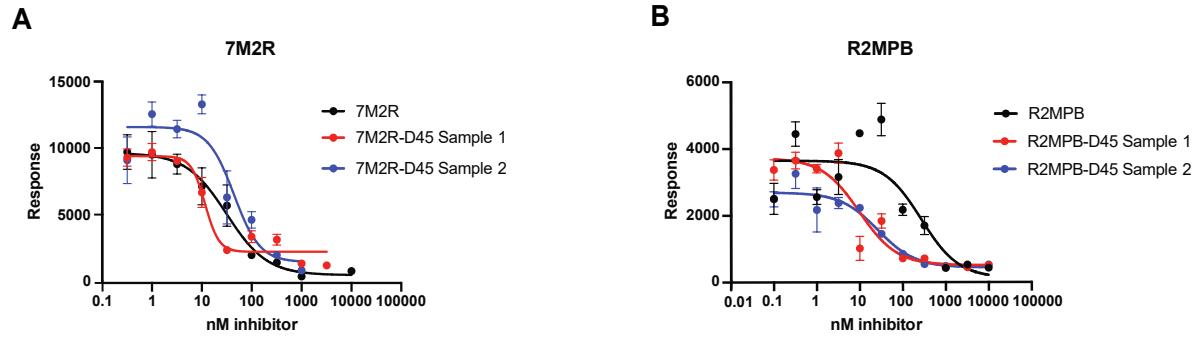 A
7M2R
15000
10000
5000
0
Response
0.1 1 10 100 1000 10000 100000
nM inhibitor
7M2R
7M2R-D45 Sample 1
7M2R-D45 Sample 2
B
R2MPB
6000
4000
2000
0
Response
0.01 0.1 1 10 100 1000 10000 100000
nM inhibitor
R2MPB
R2MPB-D45 Sample 1
R2MPB-D45 Sample 2